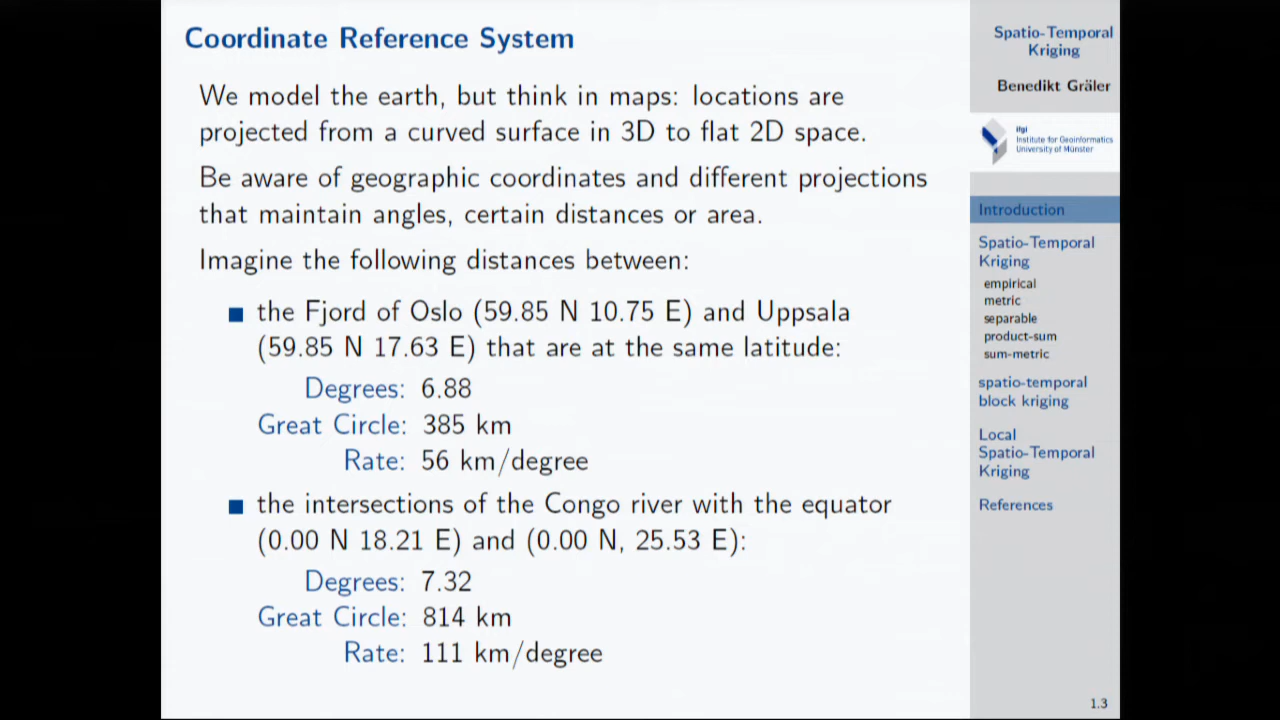 Coordinate Reference System
We model the earth, but think in maps: locations are
projected from a curved surface in 3D to flat 2D space.
Be aware of geographic coordinates and different projections
that maintain angles, certain distances or area.
Imagine the following distances between:
the Fjord of Oslo (59.85 N 10.75 E) and Uppsala
(59.85 N 17.63 E) that are at the same latitude:
Degrees: 6.88
Great Circle: 385 km
Rate: 56 km/degree
the intersections of the Congo river with the equator
(0.00 N 18.21 E) and (0.00 N, 25.53 E):
Degrees: 7.32
Great Circle: 814 km
Rate: 111 km/degree
Spatio-Temporal
Kriging
Benedikt Gräler
ifgi
Institute for Geoinformatics
University of Münster
Introduction
Spatio-Temporal
Kriging
empirical
metric
separable
product-sum
sum-metric
spatio-temporal
block kriging
Local
Spatio-Temporal
Kriging
References
1.3